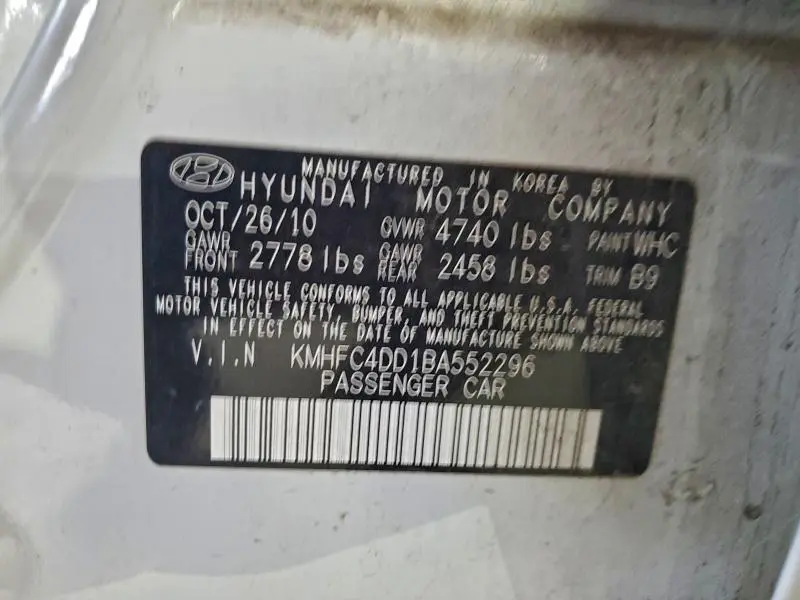 MANUFACTURED IN KOREA BY
HYUNDAI MOTOR COMPANY
OCT/26/10 GVWR 4740 lbs PAINT WHC
GAWR FRONT 2778 lbs GAWR REAR 2458 lbs TRIM B9
THIS VEHICLE CONFORMS TO ALL APPLICABLE U.S.A. FEDERAL
MOTOR VEHICLE SAFETY, BUMPER, AND THEFT PREVENTION STANDARDS
IN EFFECT ON THE DATE OF MANUFACTURE SHOWN ABOVE.
V.I.N KMHFC4DD1BA552296
PASSENGER CAR